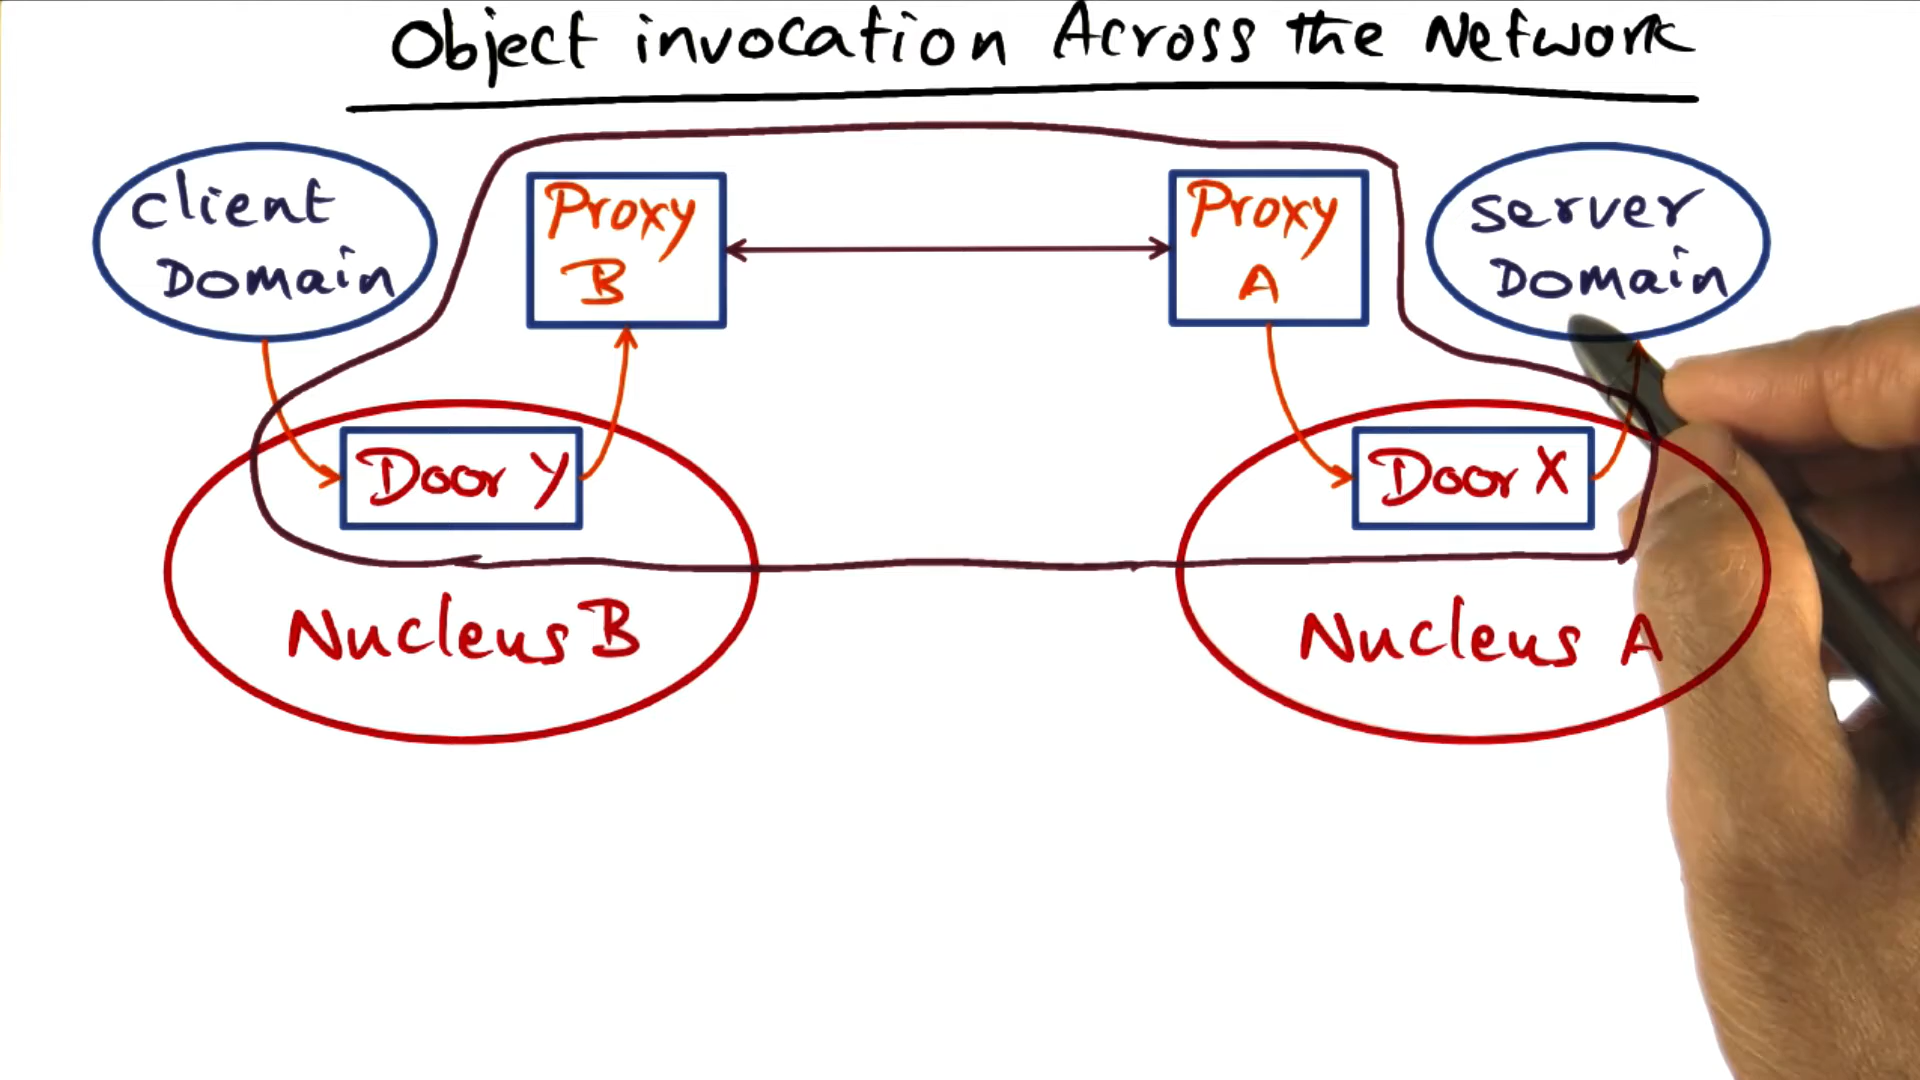 Object invocation Across the Network
client
Domain
Proxy
B
Proxy
A
server
Domain
Door Y
Door X
Nucleus B
Nucleus A